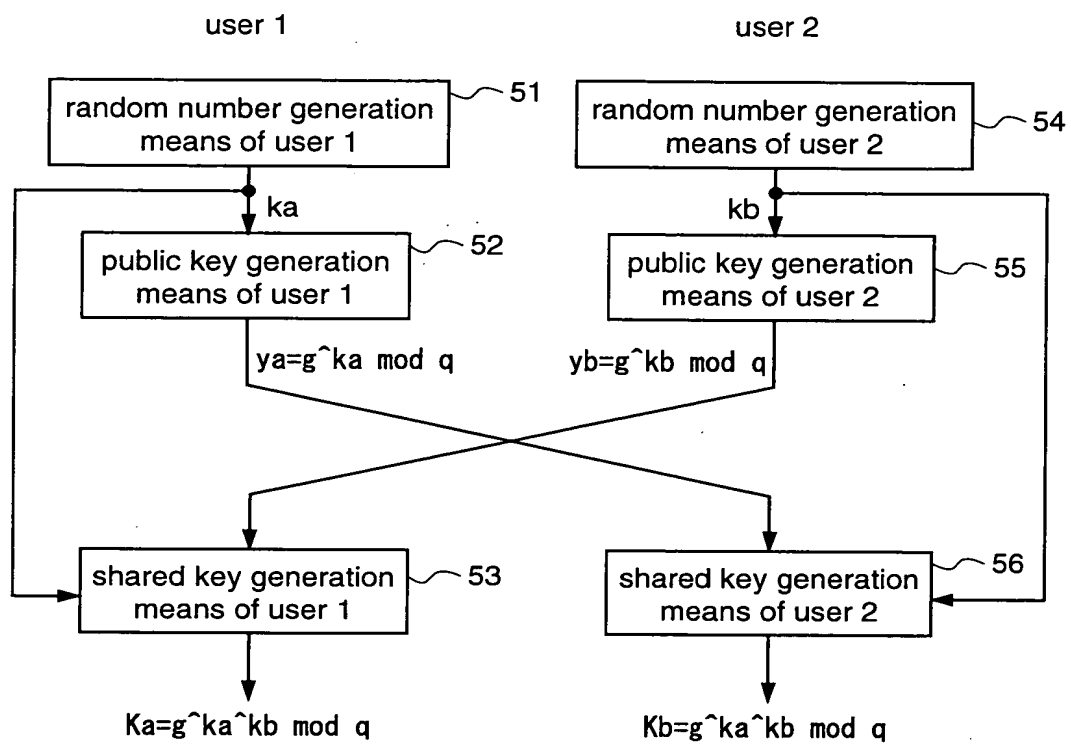 user 1
user 2
random number generation
means of user 1
51
random number generation
means of user 2
54
ka
kb
public key generation
means of user 1
52
public key generation
means of user 2
55
ya=g^ka mod q
yb=g^kb mod q
shared key generation
means of user 1
53
shared key generation
means of user 2
56
Ka=g^ka^kb mod q
Kb=g^ka^kb mod q